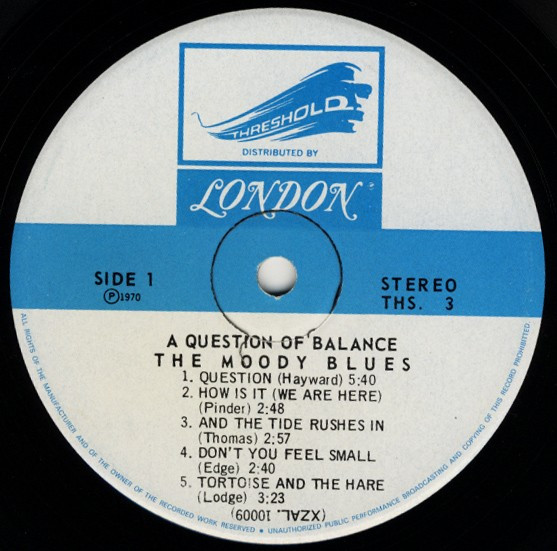 THRESHOLD
DISTRIBUTED BY
LONDON
SIDE 1
℗1970
STEREO
THS. 3
A QUESTION OF BALANCE
THE MOODY BLUES
1. QUESTION (Hayward) 5:40
2. HOW IS IT (WE ARE HERE)
(Pinder) 2:48
3. AND THE TIDE RUSHES IN
(Thomas) 2:57
4. DON'T YOU FEEL SMALL
(Edge) 2:40
5. TORTOISE AND THE HARE
(Lodge) 3:23
(XZAL. 10009)
ALL RIGHTS OF THE MANUFACTURER AND OF THE OWNER OF THE RECORDED WORK RESERVED • UNAUTHORIZED PUBLIC PERFORMANCE BROADCASTING AND COPYING OF THIS RECORD PROHIBITED